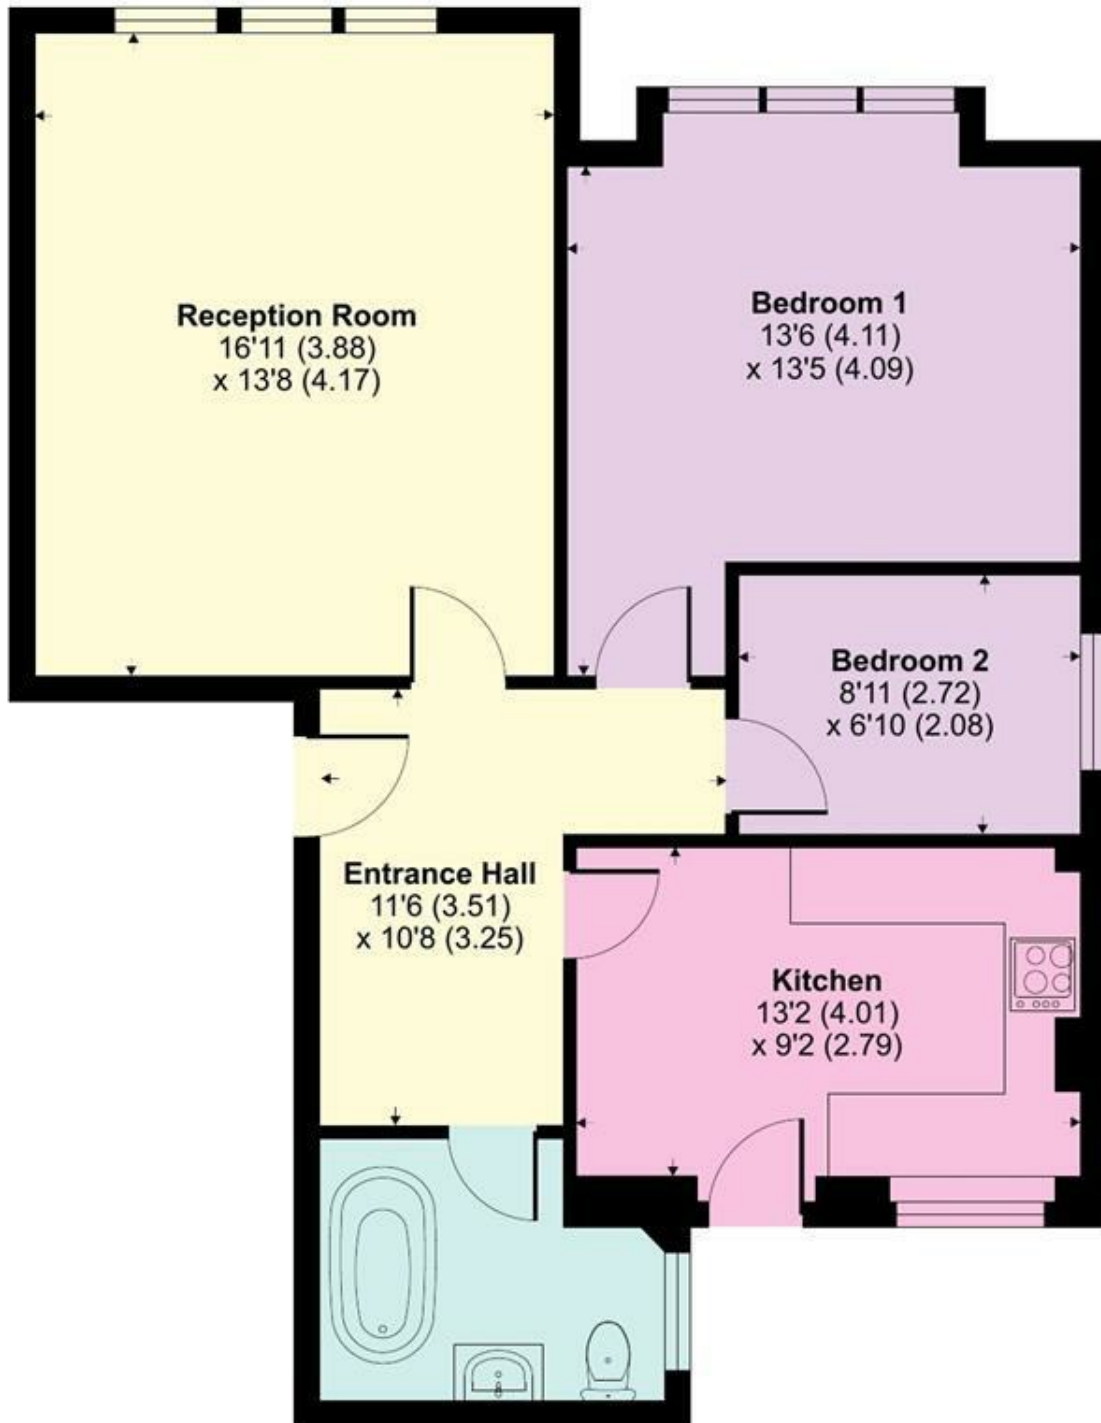 Reception Room
16'11 (3.88)
x 13'8 (4.17)
Bedroom 1
13'6 (4.11)
x 13'5 (4.09)
Bedroom 2
8'11 (2.72)
x 6'10 (2.08)
Entrance Hall
11'6 (3.51)
x 10'8 (3.25)
Kitchen
13'2 (4.01)
x 9'2 (2.79)